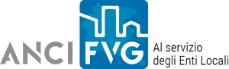 ANCI FVG
Al servizio
degli Enti Locali